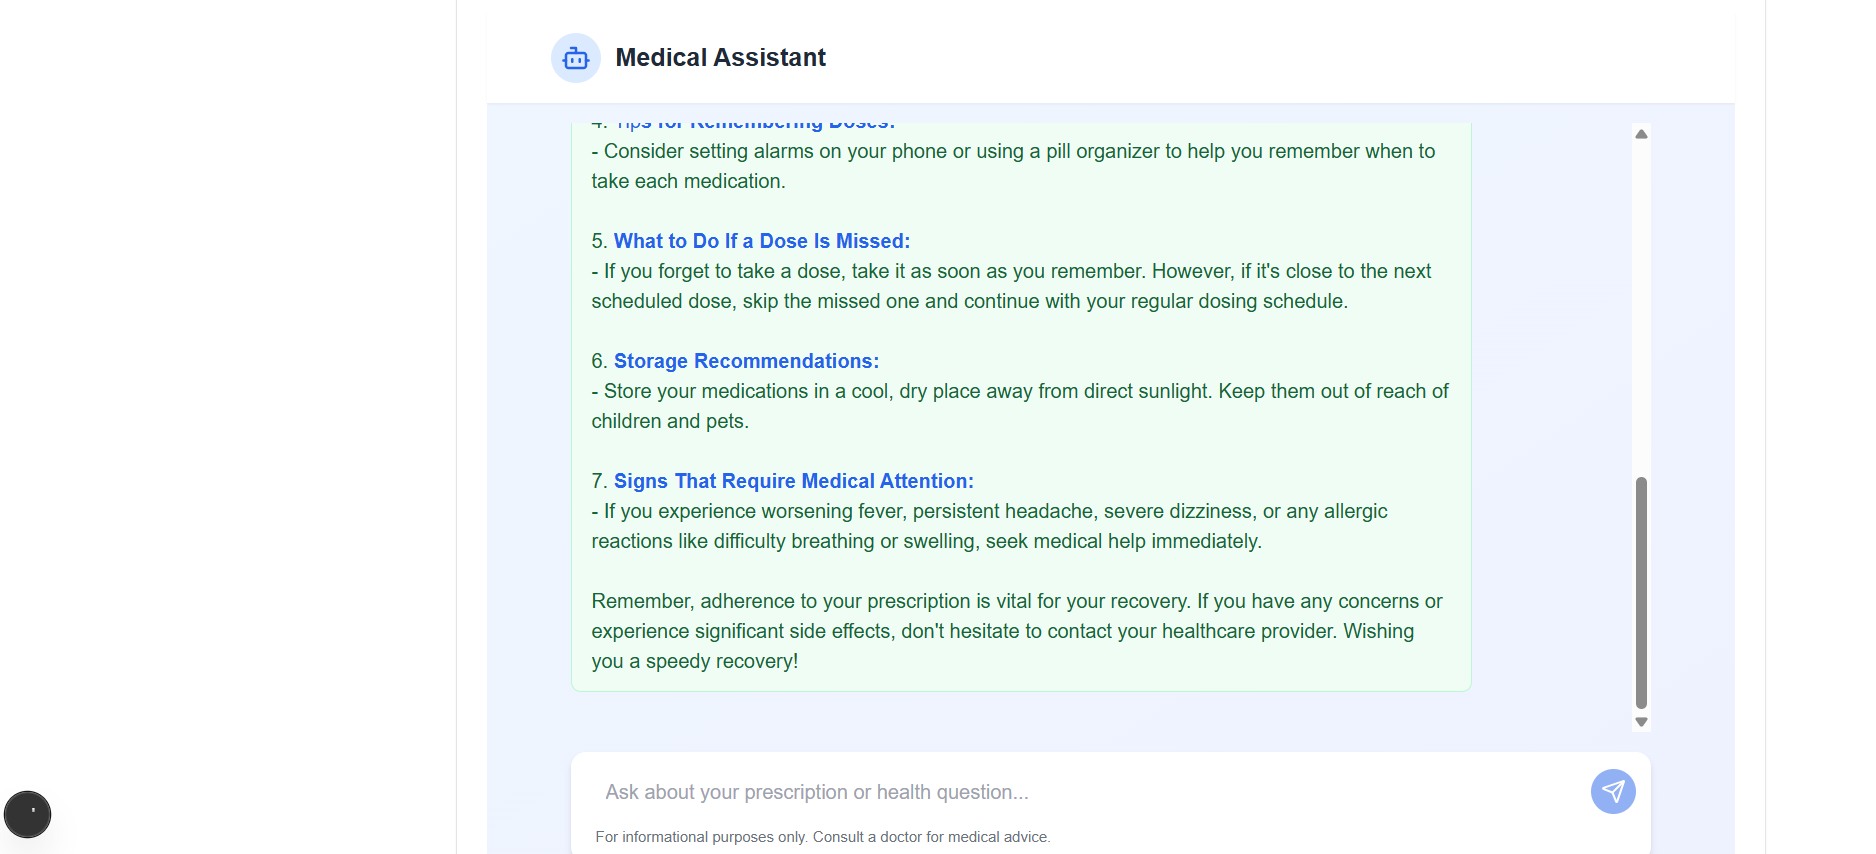 Medical Assistant
4. Tips for Remembering Doses:
- Consider setting alarms on your phone or using a pill organizer to help you remember when to
take each medication.
5. What to Do If a Dose Is Missed:
- If you forget to take a dose, take it as soon as you remember. However, if it's close to the next
scheduled dose, skip the missed one and continue with your regular dosing schedule.
6. Storage Recommendations:
- Store your medications in a cool, dry place away from direct sunlight. Keep them out of reach of
children and pets.
7. Signs That Require Medical Attention:
- If you experience worsening fever, persistent headache, severe dizziness, or any allergic
reactions like difficulty breathing or swelling, seek medical help immediately.
Remember, adherence to your prescription is vital for your recovery. If you have any concerns or
experience significant side effects, don't hesitate to contact your healthcare provider. Wishing
you a speedy recovery!
Ask about your prescription or health question...
For informational purposes only. Consult a doctor for medical advice.